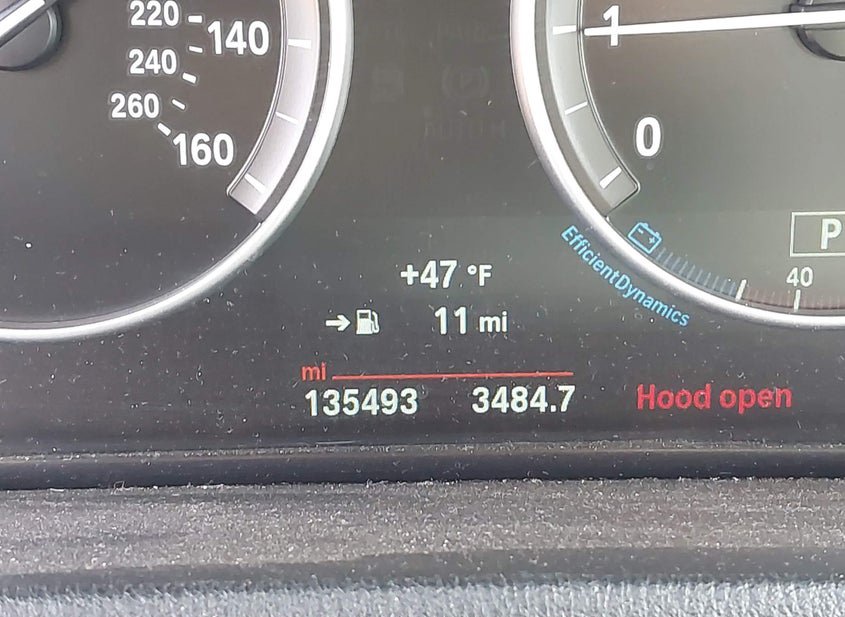 220
140
240
260
160
1
0
P
40
EfficientDynamics
+47 °F
11 mi
mi
135493 3484.7
Hood open